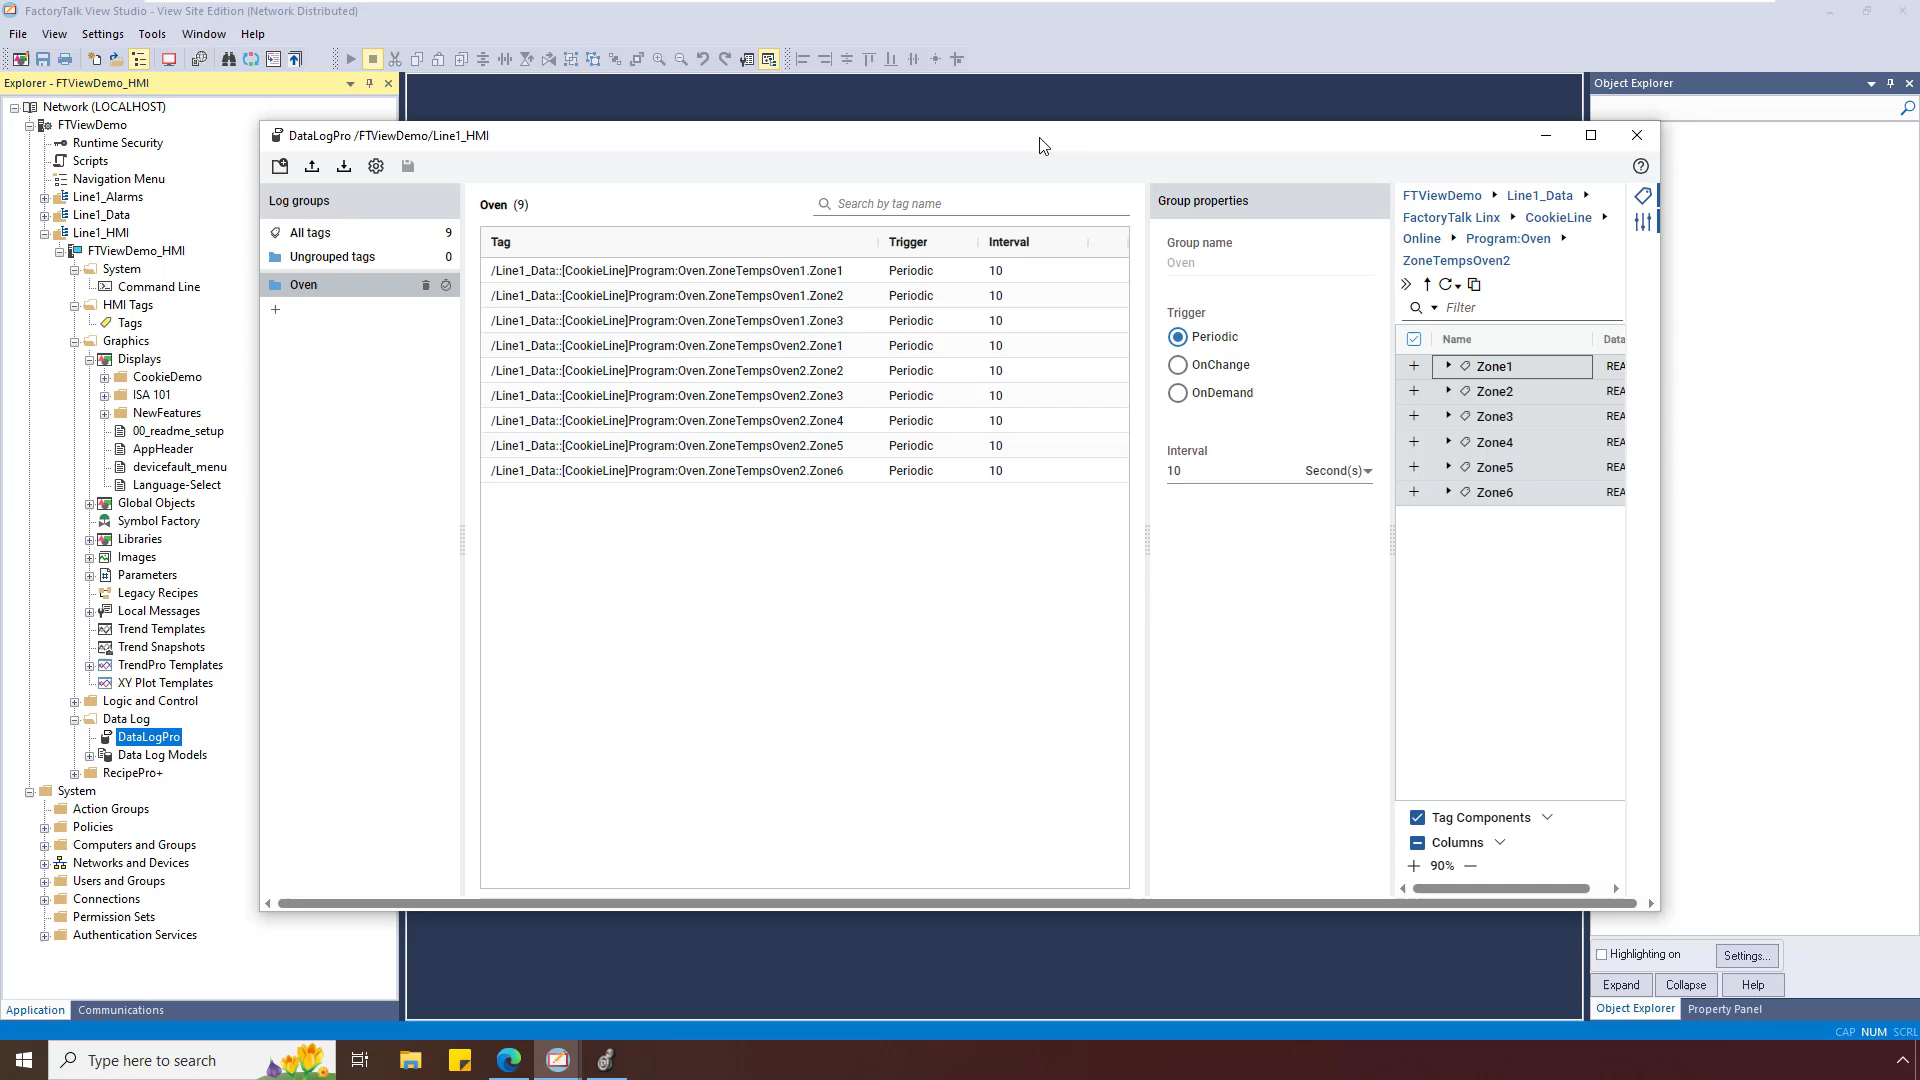 FactoryTalk View Studio - View Site Edition (Network Distributed)
File View Settings Tools Window Help
Explorer - FTViewDemo_HMI
Network (LOCALHOST)
FTViewDemo
Runtime Security
Scripts
Navigation Menu
Line1_Alarms
Line1_Data
Line1_HMI
FTViewDemo_HMI
System
Command Line
HMI Tags
Tags
Graphics
Displays
CookieDemo
ISA 101
NewFeatures
00_readme_setup
AppHeader
devicefault_menu
Language-Select
Global Objects
Symbol Factory
Libraries
Images
Parameters
Legacy Recipes
Local Messages
Trend Templates
Trend Snapshots
TrendPro Templates
XY Plot Templates
Logic and Control
Data Log
DataLogPro
Data Log Models
RecipePro+
System
Action Groups
Policies
Computers and Groups
Networks and Devices
Users and Groups
Connections
Permission Sets
Authentication Services
Application Communications
DataLogPro /FTViewDemo/Line1_HMI
Log groups
All tags 9
Ungrouped tags 0
Oven
Oven (9)
Search by tag name
Tag Trigger Interval
/Line1_Data::[CookieLine]Program:Oven.ZoneTempsOven1.Zone1 Periodic 10
/Line1_Data::[CookieLine]Program:Oven.ZoneTempsOven1.Zone2 Periodic 10
/Line1_Data::[CookieLine]Program:Oven.ZoneTempsOven1.Zone3 Periodic 10
/Line1_Data::[CookieLine]Program:Oven.ZoneTempsOven2.Zone1 Periodic 10
/Line1_Data::[CookieLine]Program:Oven.ZoneTempsOven2.Zone2 Periodic 10
/Line1_Data::[CookieLine]Program:Oven.ZoneTempsOven2.Zone3 Periodic 10
/Line1_Data::[CookieLine]Program:Oven.ZoneTempsOven2.Zone4 Periodic 10
/Line1_Data::[CookieLine]Program:Oven.ZoneTempsOven2.Zone5 Periodic 10
/Line1_Data::[CookieLine]Program:Oven.ZoneTempsOven2.Zone6 Periodic 10
Group properties
Group name
Oven
Trigger
Periodic
OnChange
OnDemand
Interval
10 Second(s)
FTViewDemo Line1_Data
FactoryTalk Linx CookieLine
Online Program:Oven
ZoneTempsOven2
Filter
Name Data
Zone1 REA
Zone2 REA
Zone3 REA
Zone4 REA
Zone5 REA
Zone6 REA
Tag Components
Columns
90%
Object Explorer
Highlighting on Settings...
Expand Collapse Help
Object Explorer Property Panel
CAP NUM SCRL
Type here to search